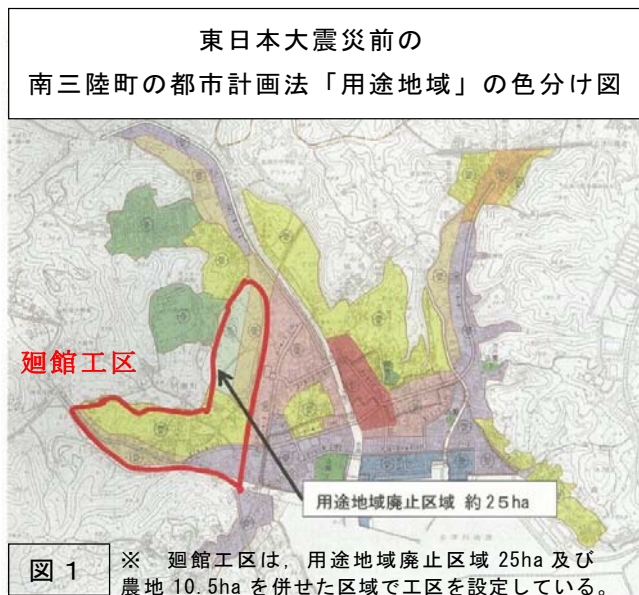 東日本大震災前の
南三陸町の都市計画法「用途地域」の色分け図
廻館工区
用途地域廃止区域 約25ha
図1
※ 廻館工区は,用途地域廃止区域 25ha 及び
農地 10.5ha を併せた区域で工区を設定している。